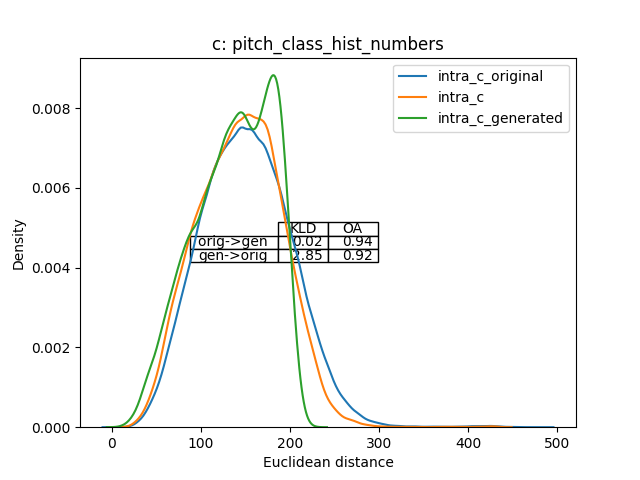 c: pitch_class_hist_numbers
intra_c_original
intra_c
intra_c_generated
0.008
0.006
0.004
0.002
0.000
Density
KLD OA
orig->gen 0.02 0.94
gen->orig 2.85 0.92
0 100 200 300 400 500
Euclidean distance